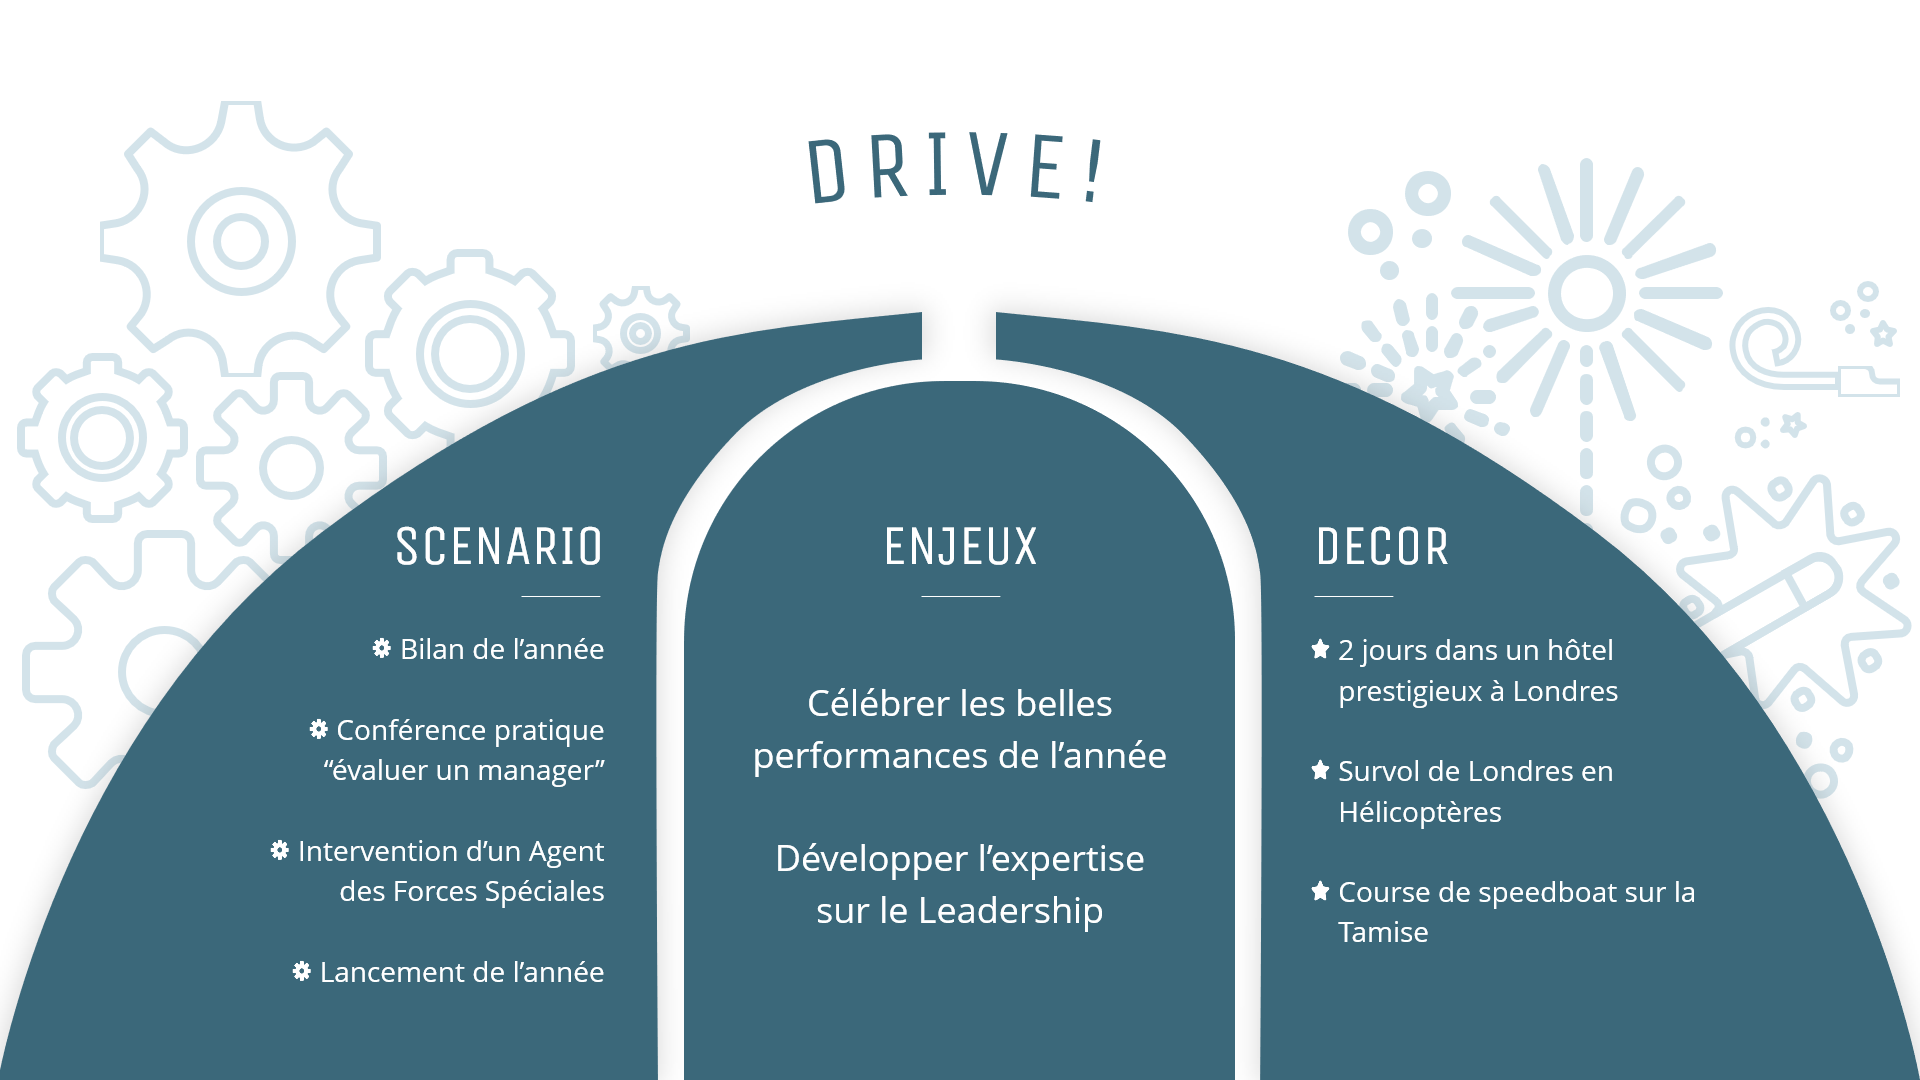 DRIVE!
SCENARIO
Bilan de l’année
Conférence pratique
“évaluer un manager”
Intervention d’un Agent
des Forces Spéciales
Lancement de l’année
ENJEUX
Célébrer les belles
performances de l’année
Développer l’expertise
sur le Leadership
DECOR
2 jours dans un hôtel
prestigieux à Londres
Survol de Londres en
Hélicoptères
Course de speedboat sur la
Tamise